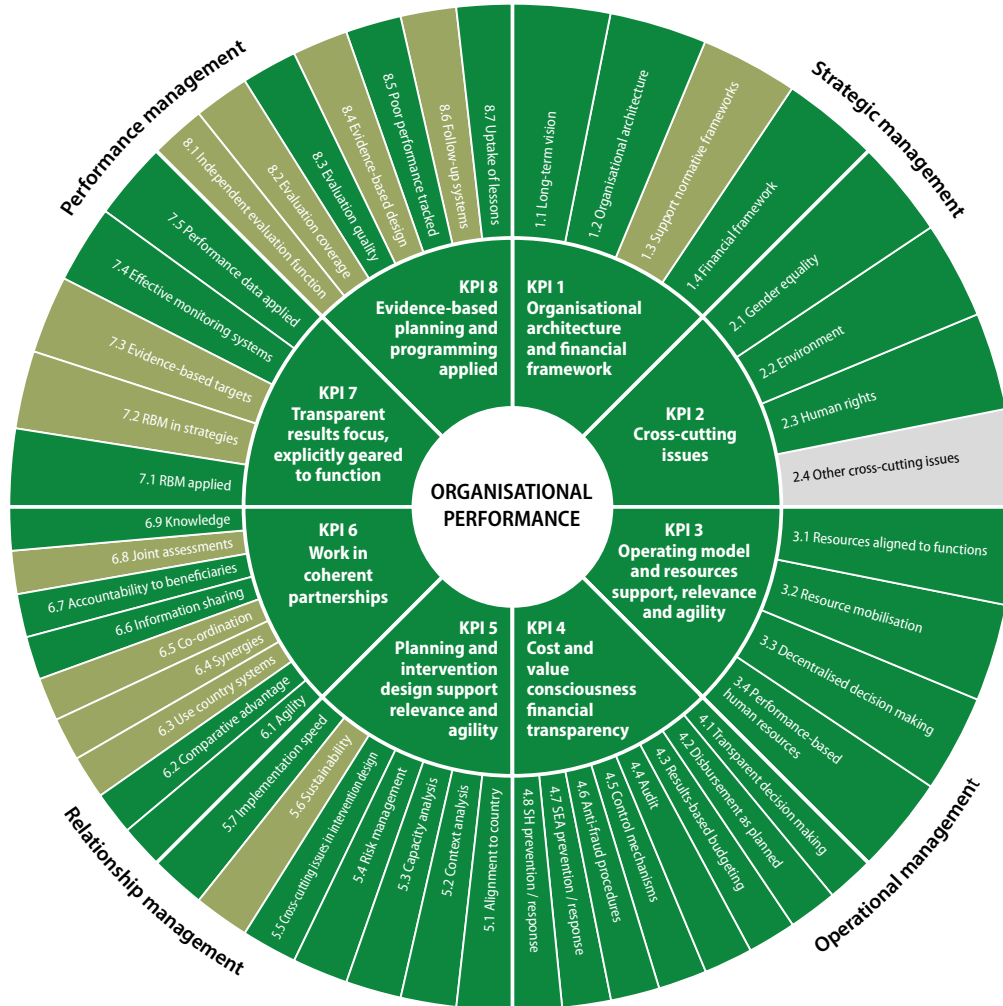 Performance management
Strategic management
Operational management
Relationship management
ORGANISATIONAL
PERFORMANCE
KPI 1
Organisational
architecture
and financial
framework
1.1 Long-term vision
1.2 Organisational architecture
1.3 Support normative frameworks
1.4 Financial framework
KPI 2
Cross-cutting
issues
2.1 Gender equality
2.2 Environment
2.3 Human rights
2.4 Other cross-cutting issues
KPI 3
Operating model
and resources
support, relevance
and agility
3.1 Resources aligned to functions
3.2 Resource mobilisation
3.3 Decentralised decision making
3.4 Performance-based
human resources
KPI 4
Cost and
value
consciousness
financial
transparency
4.1 Transparent decision making
4.2 Disbursement as planned
4.3 Results-based budgeting
4.4 Audit
4.5 Control mechanisms
4.6 Anti-fraud procedures
4.7 SEA prevention / response
4.8 SH prevention / response
KPI 5
Planning and
intervention
design support
relevance and
agility
5.1 Alignment to country
5.2 Context analysis
5.3 Capacity analysis
5.4 Risk management
5.5 Cross-cutting issues in intervention design
5.6 Sustainability
5.7 Implementation speed
KPI 6
Work in
coherent
partnerships
6.1 Agility
6.2 Comparative advantage
6.3 Use country systems
6.4 Synergies
6.5 Co-ordination
6.6 Information sharing
6.7 Accountability to beneficiaries
6.8 Joint assessments
6.9 Knowledge
KPI 7
Transparent
results focus,
explicitly geared
to function
7.1 RBM applied
7.2 RBM in strategies
7.3 Evidence-based targets
7.4 Effective monitoring systems
7.5 Performance data applied
KPI 8
Evidence-based
planning and
programming
applied
8.1 Independent evaluation function
8.2 Evaluation coverage
8.3 Evaluation quality
8.4 Evidence-based design
8.5 Poor performance
tracked
8.6 Follow-up systems
8.7 Uptake of lessons